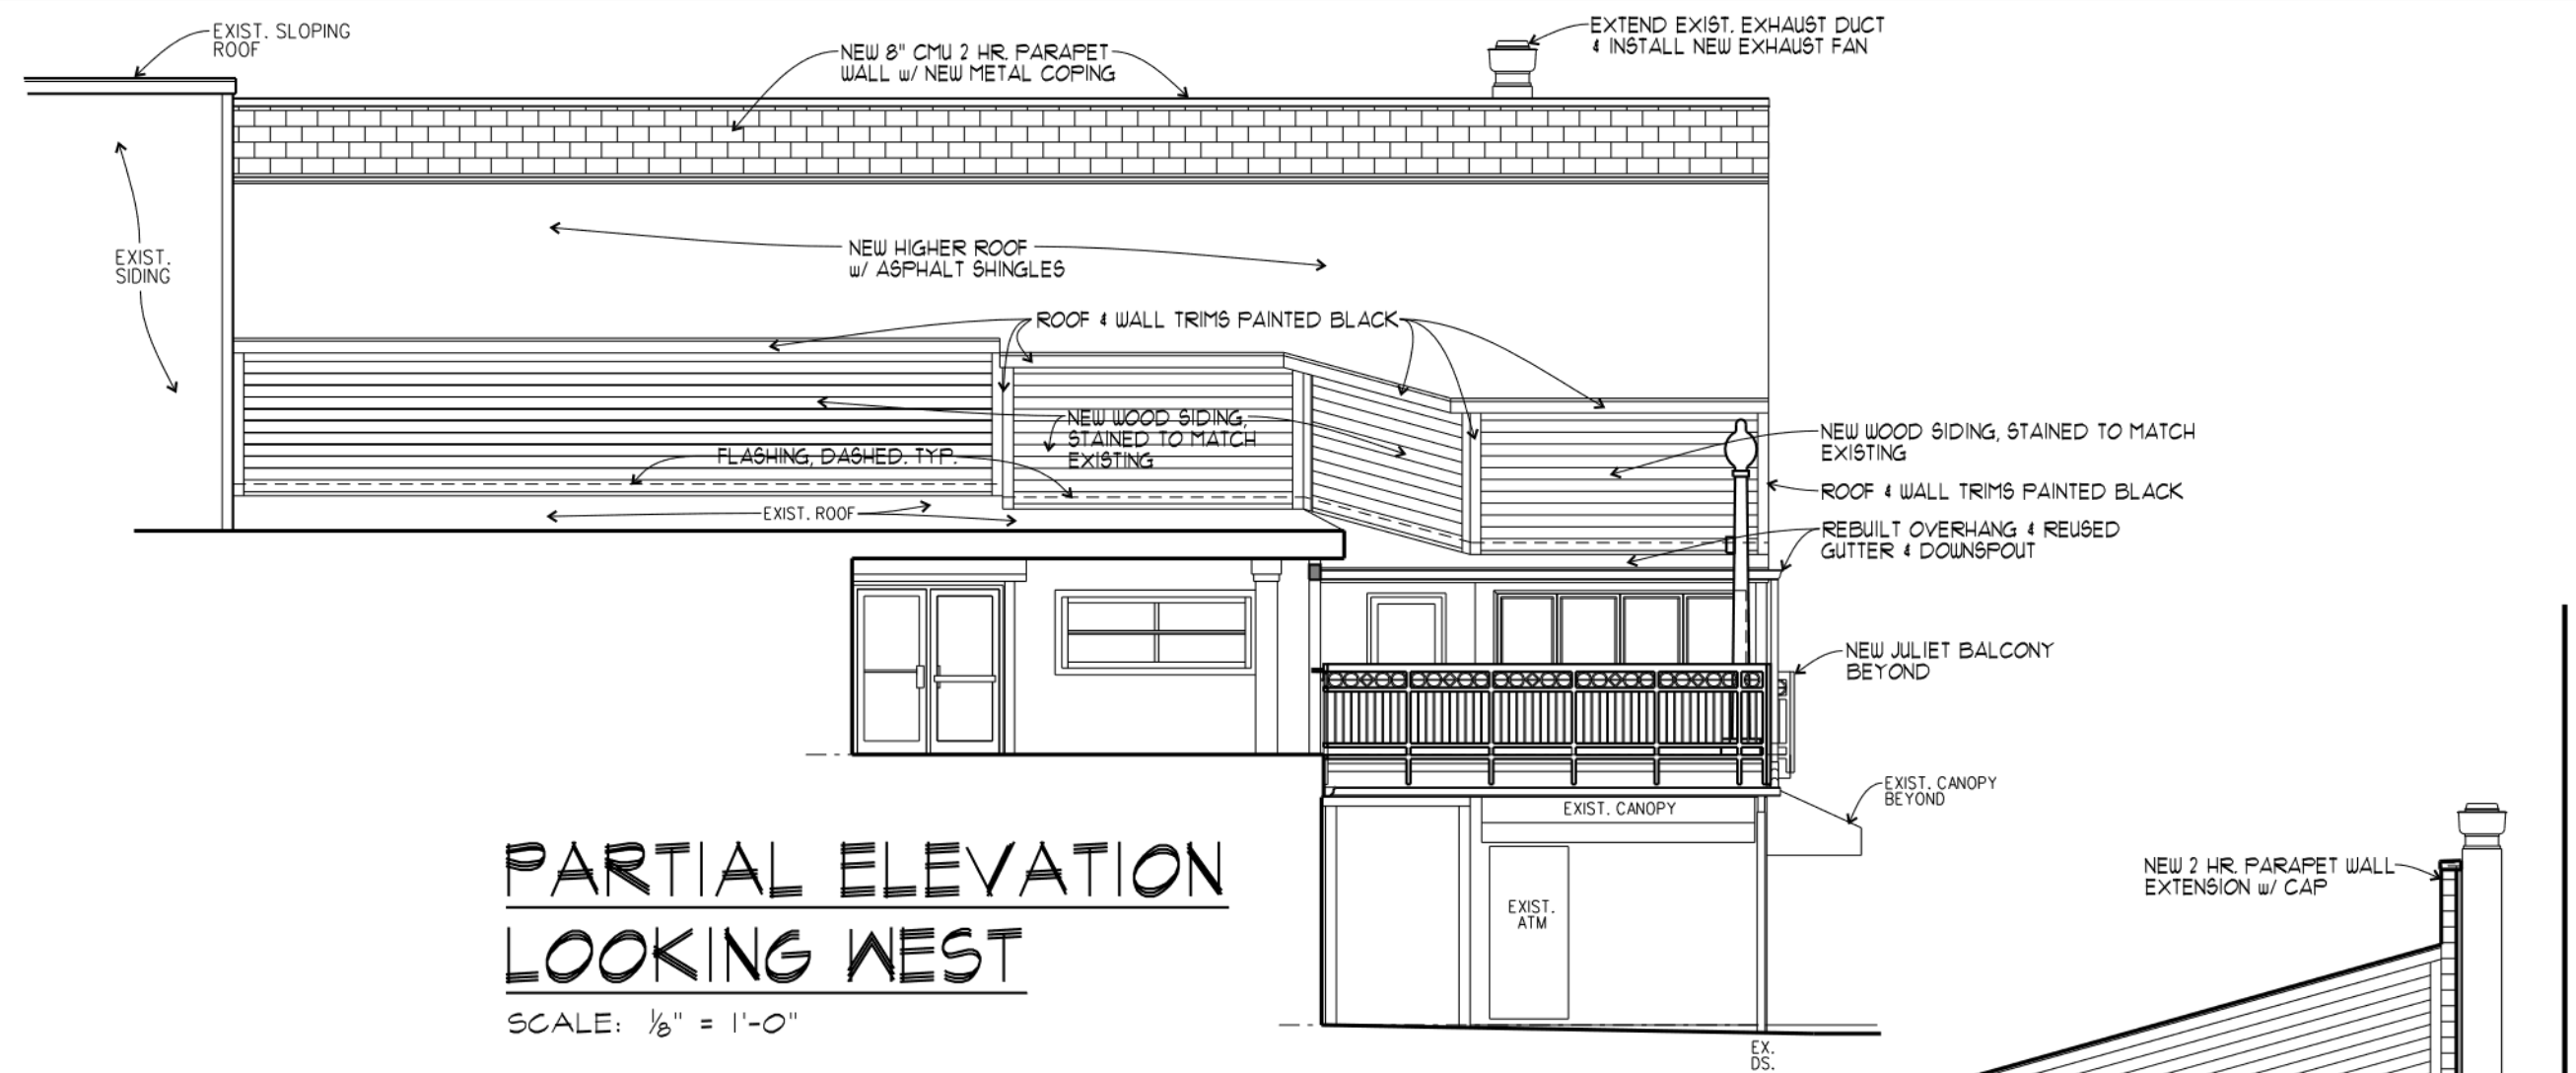 EXIST. SLOPING
ROOF
NEW 8" CMU 2 HR. PARAPET
WALL w/ NEW METAL COPING
EXTEND EXIST. EXHAUST DUCT
& INSTALL NEW EXHAUST FAN
EXIST.
SIDING
NEW HIGHER ROOF
w/ ASPHALT SHINGLES
ROOF & WALL TRIMS PAINTED BLACK
NEW WOOD SIDING,
STAINED TO MATCH
EXISTING
FLASHING, DASHED. TYP.
EXIST. ROOF
NEW WOOD SIDING, STAINED TO MATCH
EXISTING
ROOF & WALL TRIMS PAINTED BLACK
REBUILT OVERHANG & REUSED
GUTTER & DOWNSPOUT
NEW JULIET BALCONY
BEYOND
EXIST. CANOPY
BEYOND
EXIST. CANOPY
EXIST.
ATM
EX.
DS.
PARTIAL ELEVATION
LOOKING WEST
SCALE: 1/8" = 1'-0"
NEW 2 HR. PARAPET WALL
EXTENSION w/ CAP